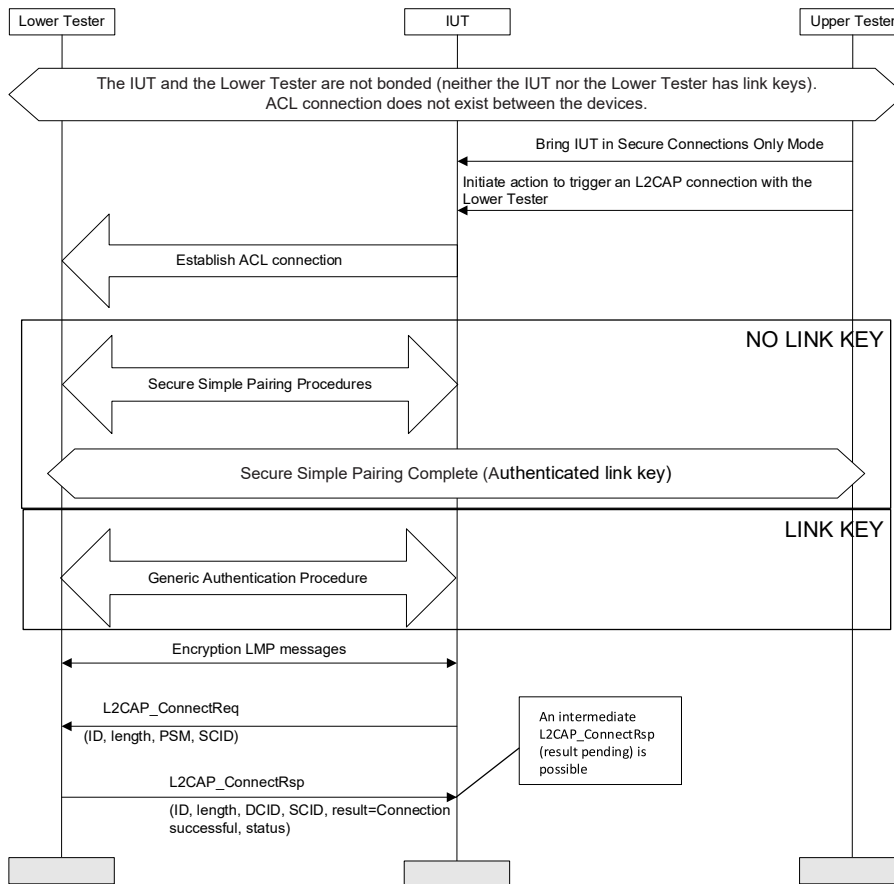 Lower Tester
IUT
Upper Tester
The IUT and the Lower Tester are not bonded (neither the IUT nor the Lower Tester has link keys).
ACL connection does not exist between the devices.
Bring IUT in Secure Connections Only Mode
Initiate action to trigger an L2CAP connection with the
Lower Tester
Establish ACL connection
NO LINK KEY
Secure Simple Pairing Procedures
Secure Simple Pairing Complete (Authenticated link key)
LINK KEY
Generic Authentication Procedure
Encryption LMP messages
L2CAP_ConnectReq
(ID, length, PSM, SCID)
An intermediate
L2CAP_ConnectRsp
(result pending) is
possible
L2CAP_ConnectRsp
(ID, length, DCID, SCID, result=Connection
successful, status)